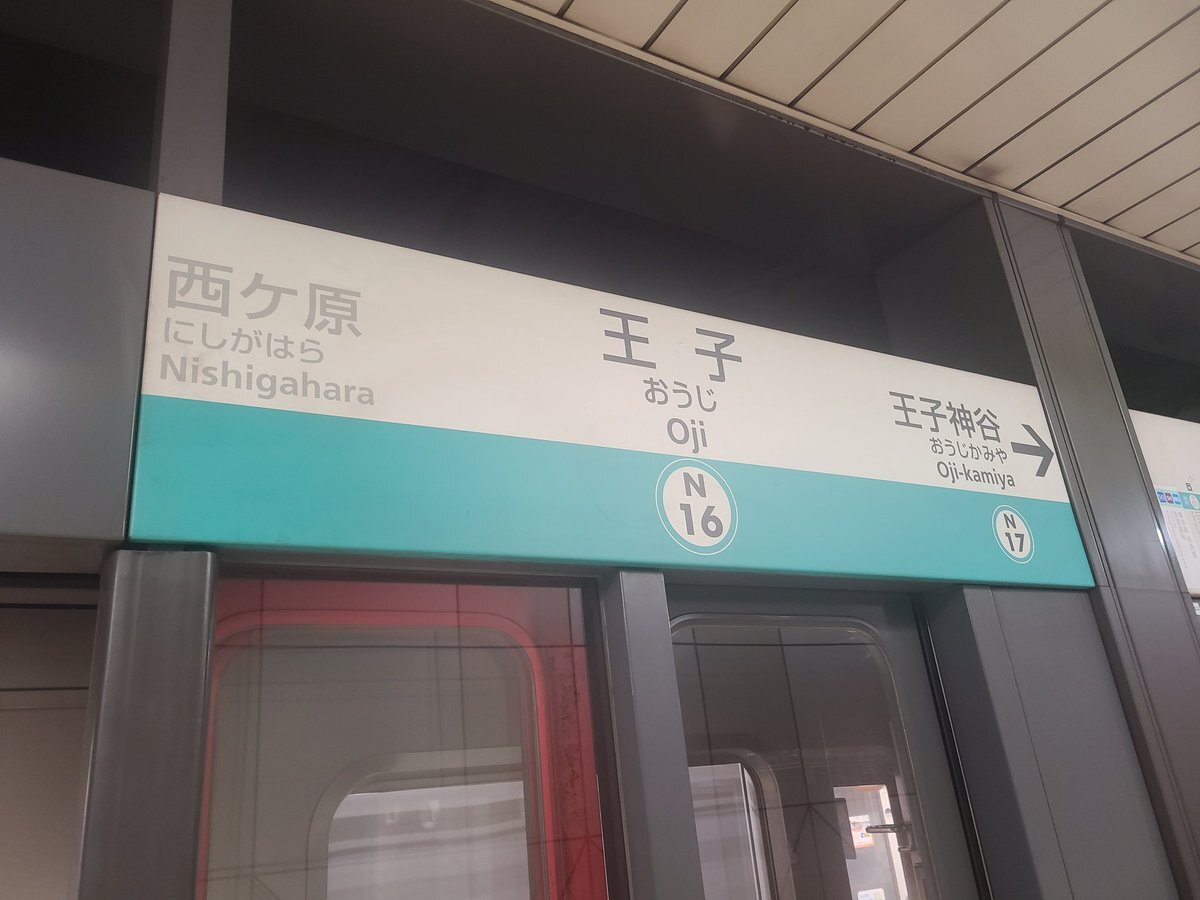 西ケ原
にしがはら
Nishigahara
王子
おうじ
Oji
N
16
王子神谷
おうじかみや
Oji-kamiya
→
N
17